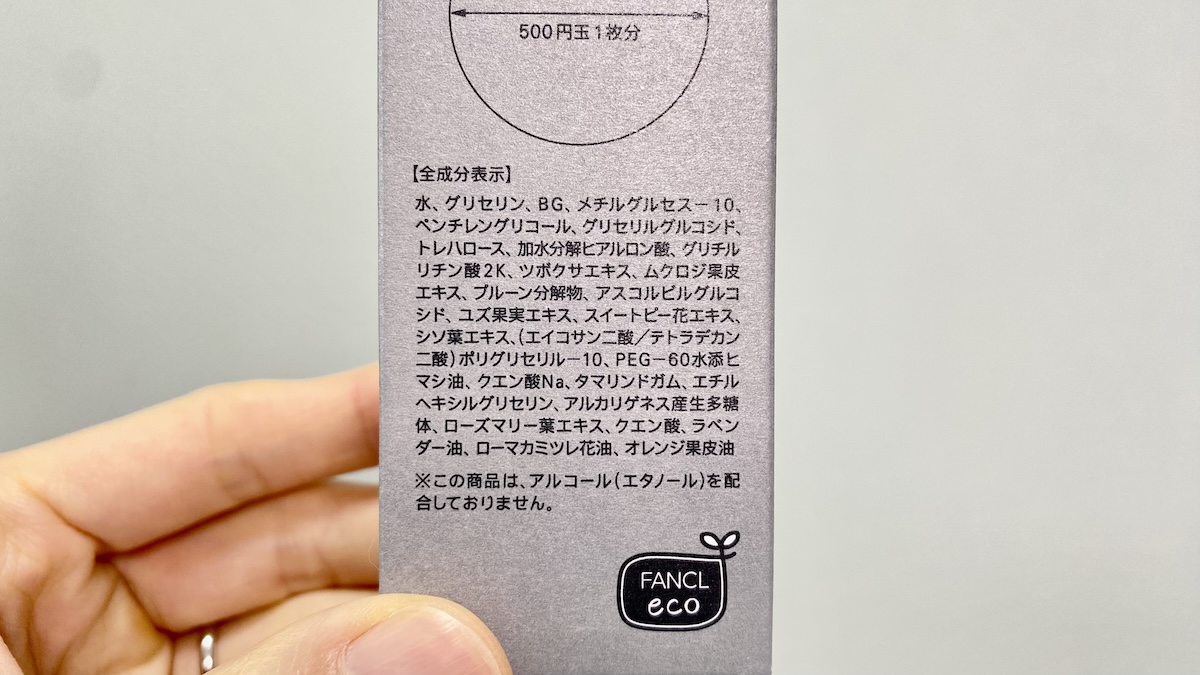 500円玉1枚分
【全成分表示】
水、グリセリン、BG、メチルグルセス－10、
ペンチレングリコール、グリセリルグルコシド、
トレハロース、加水分解ヒアルロン酸、グリチル
リチン酸2K、ツボクサエキス、ムクロジ果皮
エキス、プルーン分解物、アスコルビルグルコ
シド、ユズ果実エキス、スイートピー花エキス、
シソ葉エキス、（エイコサン二酸／テトラデカン
二酸）ポリグリセリル－10、PEG－60水添ヒ
マシ油、クエン酸Na、タマリンドガム、エチル
ヘキシルグリセリン、アルカリゲネス産生多糖
体、ローズマリー葉エキス、クエン酸、ラベン
ダー油、ローマカミツレ花油、オレンジ果皮油
※この商品は、アルコール（エタノール）を配
合しておりません。
FANCL
eco